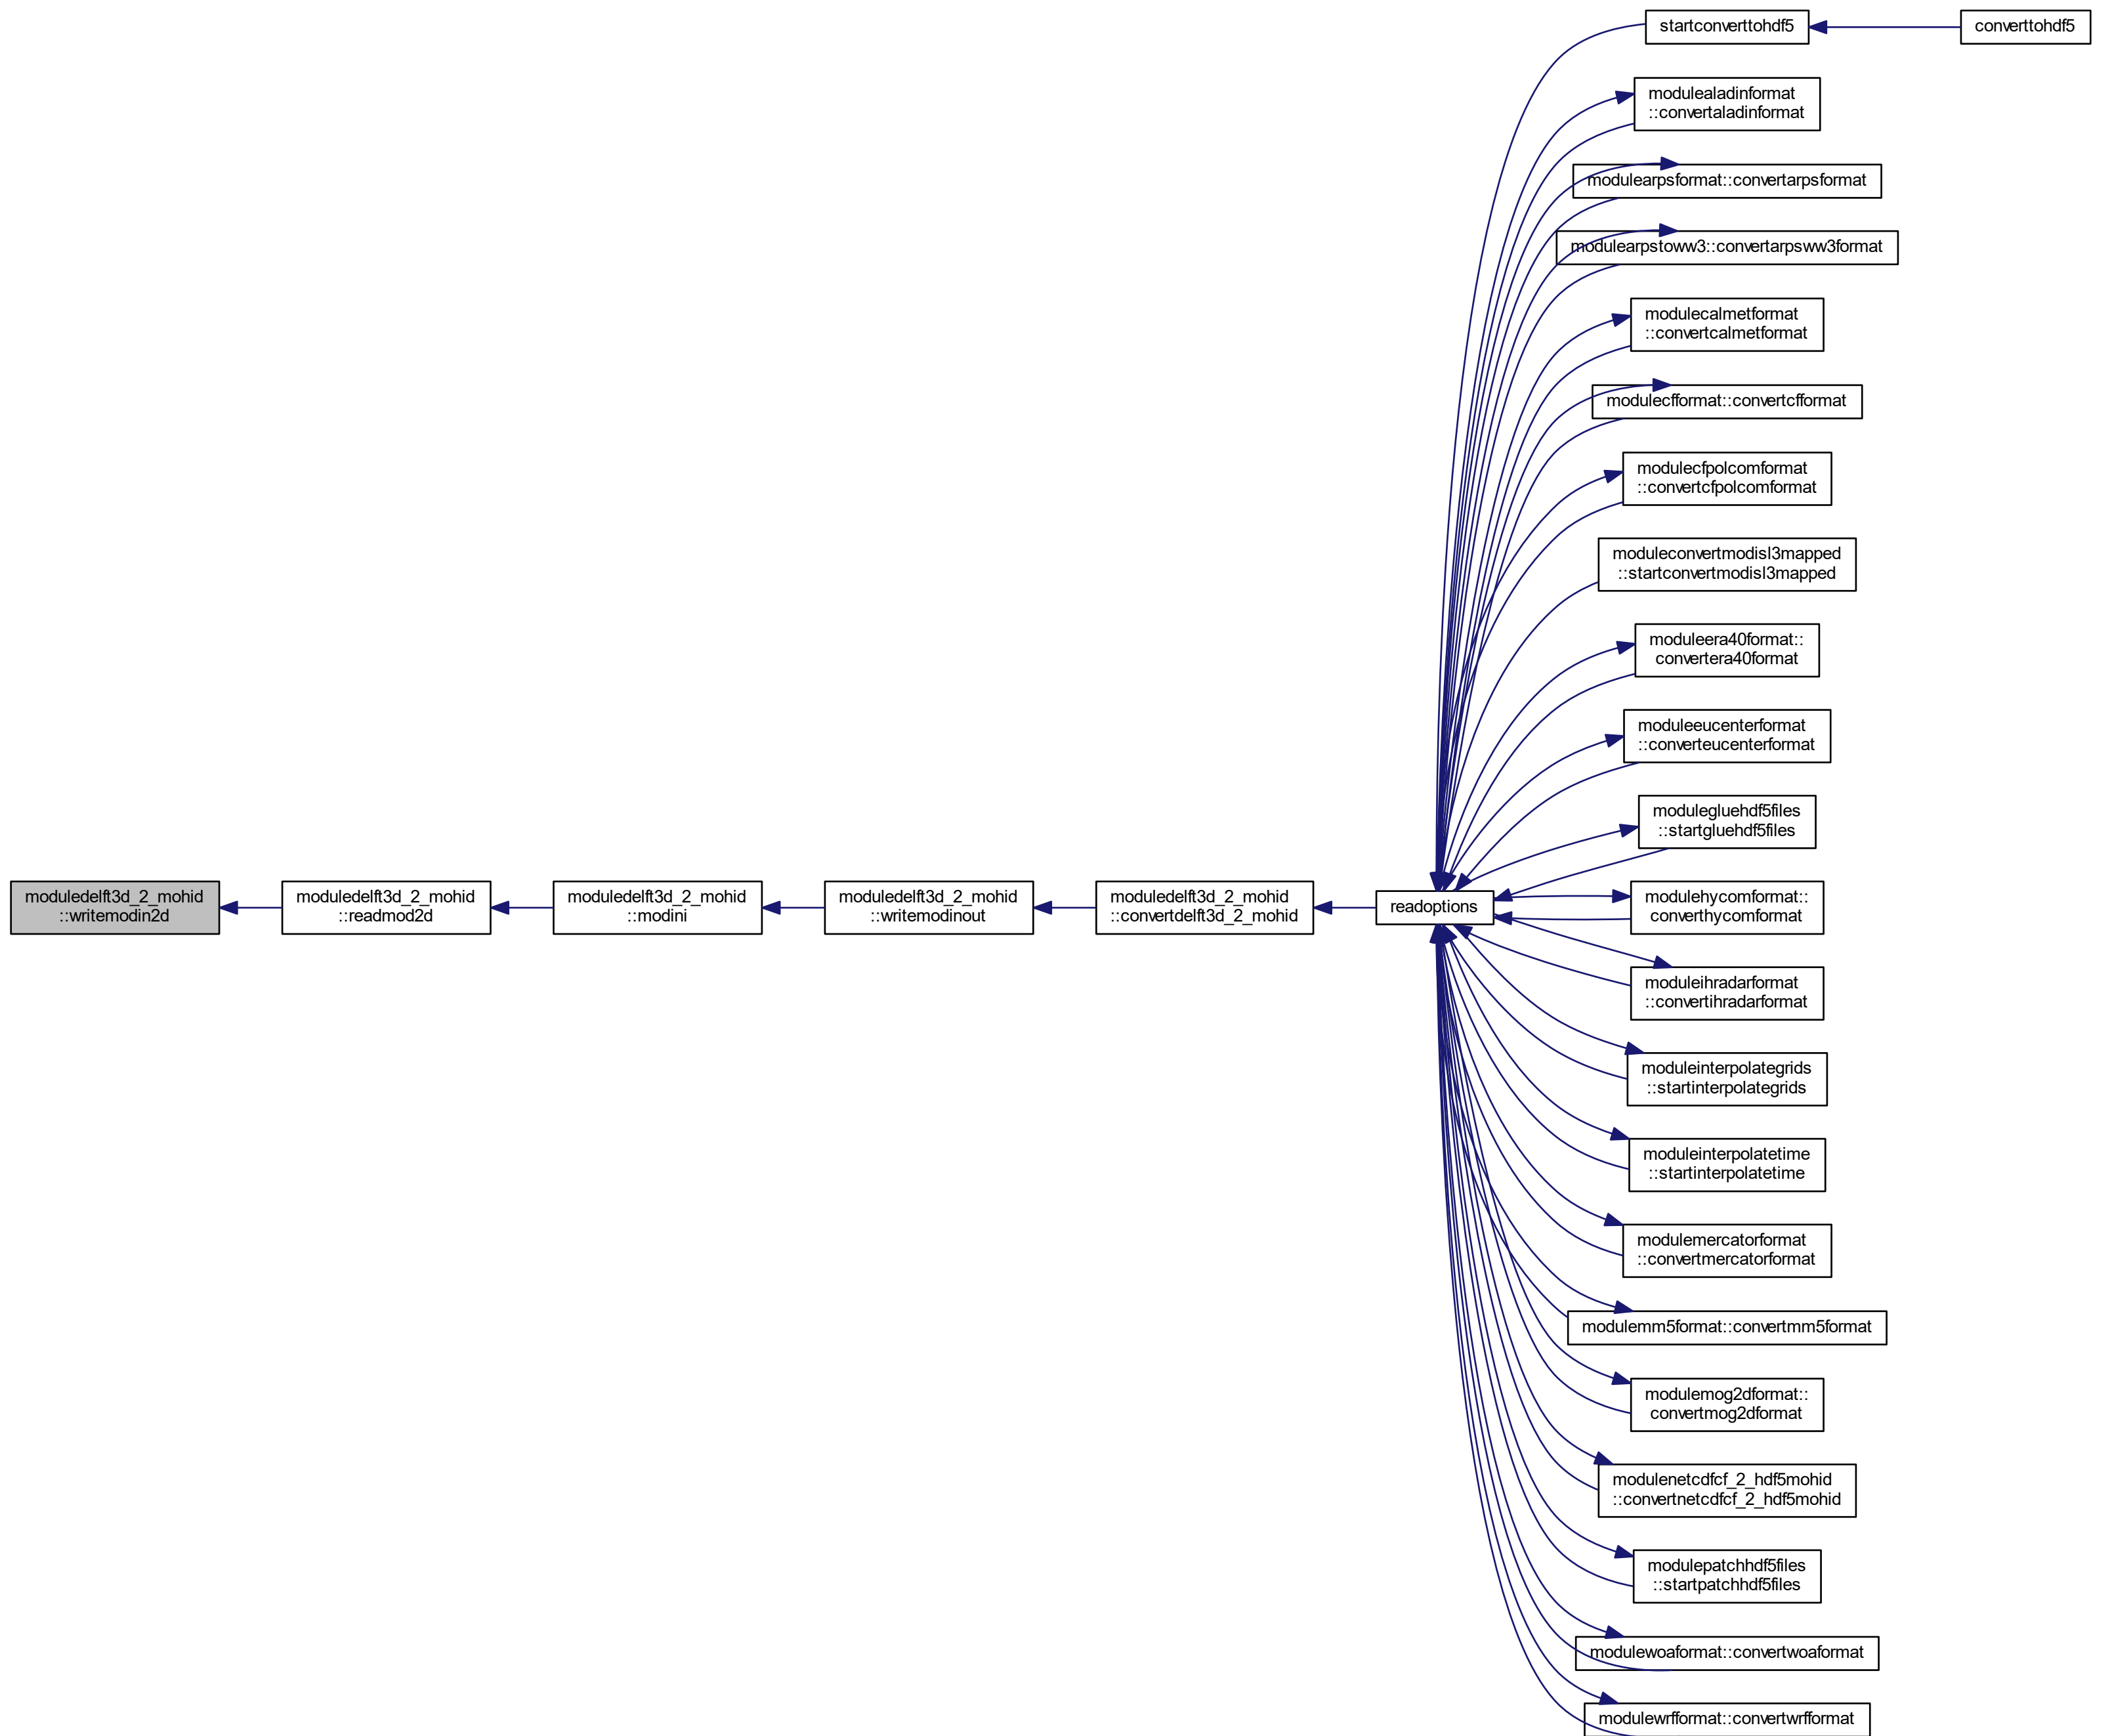 startconverttohdf5
converttohdf5
modulealadinformat
::convertaladinformat
modulearpsformat::convertarpsformat
modulearpstoww3::convertarpsww3format
modulecalmetformat
::convertcalmetformat
modulecfformat::convertcfformat
modulecfpolcomformat
::convertcfpolcomformat
moduleconvertmodisl3mapped
::startconvertmodisl3mapped
moduleera40format::
convertera40format
moduleeucenterformat
::converteucenterformat
modulegluehdf5files
::startgluehdf5files
moduledelft3d_2_mohid
::writemodin2d
moduledelft3d_2_mohid
::readmod2d
moduledelft3d_2_mohid
::modini
moduledelft3d_2_mohid
::writemodinout
moduledelft3d_2_mohid
::convertdelft3d_2_mohid
readoptions
modulehycomformat::
converthycomformat
moduleihradarformat
::convertihradarformat
moduleinterpolategrids
::startinterpolategrids
moduleinterpolatetime
::startinterpolatetime
modulemercatorformat
::convertmercatorformat
modulemm5format::convertmm5format
modulemog2dformat::
convertmog2dformat
modulenetcdfcf_2_hdf5mohid
::convertnetcdfcf_2_hdf5mohid
modulepatchhdf5files
::startpatchhdf5files
modulewoaformat::convertwoaformat
modulewrfformat::convertwrfformat